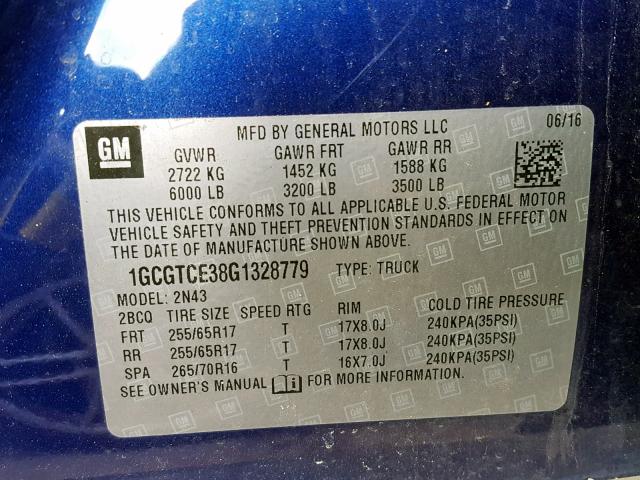 GM
MFD BY GENERAL MOTORS LLC 06/16
GVWR GAWR FRT GAWR RR
2722 KG 1452 KG 1588 KG
6000 LB 3200 LB 3500 LB
THIS VEHICLE CONFORMS TO ALL APPLICABLE U.S. FEDERAL MOTOR
VEHICLE SAFETY AND THEFT PREVENTION STANDARDS IN EFFECT ON
THE DATE OF MANUFACTURE SHOWN ABOVE.
1GCGTCE38G1328779 TYPE: TRUCK
MODEL: 2N43
2BCQ TIRE SIZE SPEED RTG RIM COLD TIRE PRESSURE
FRT 255/65R17 T 17X8.0J 240KPA(35PSI)
RR 255/65R17 T 17X8.0J 240KPA(35PSI)
SPA 265/70R16 T 16X7.0J 240KPA(35PSI)
SEE OWNER'S MANUAL FOR MORE INFORMATION.